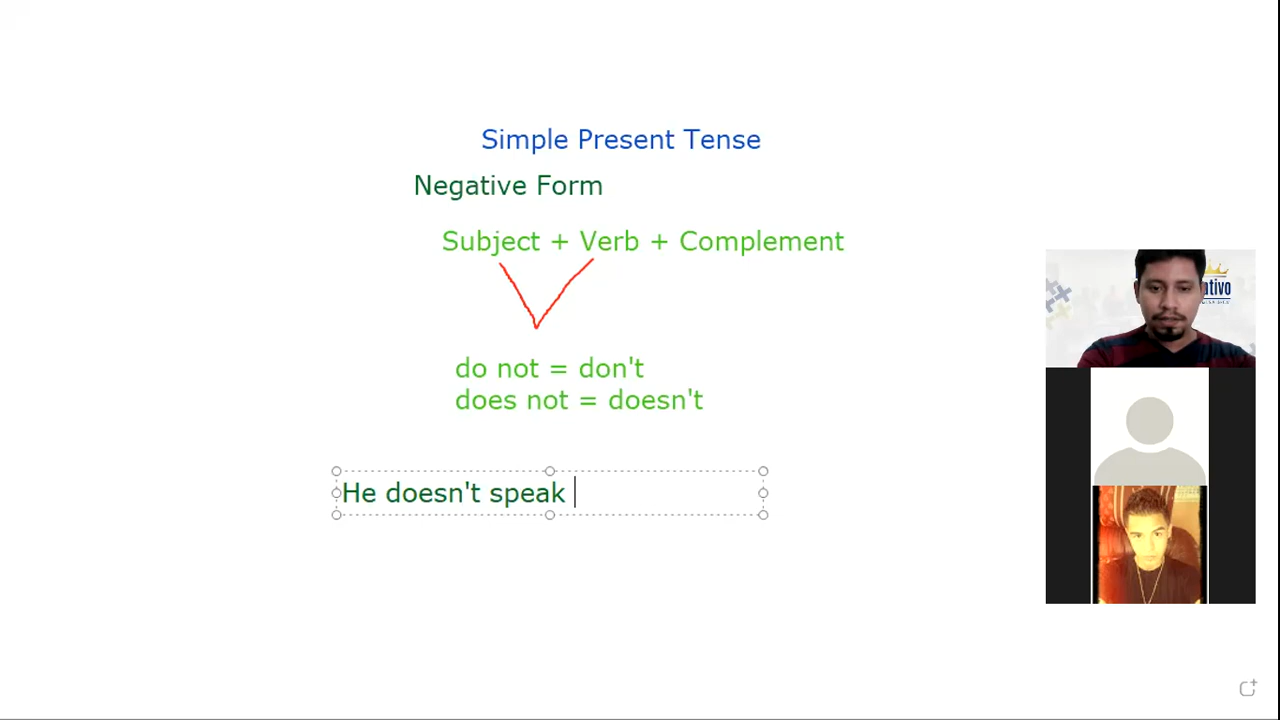 Simple Present Tense
Negative Form
Subject + Verb + Complement
do not = don't
does not = doesn't
He doesn't speak